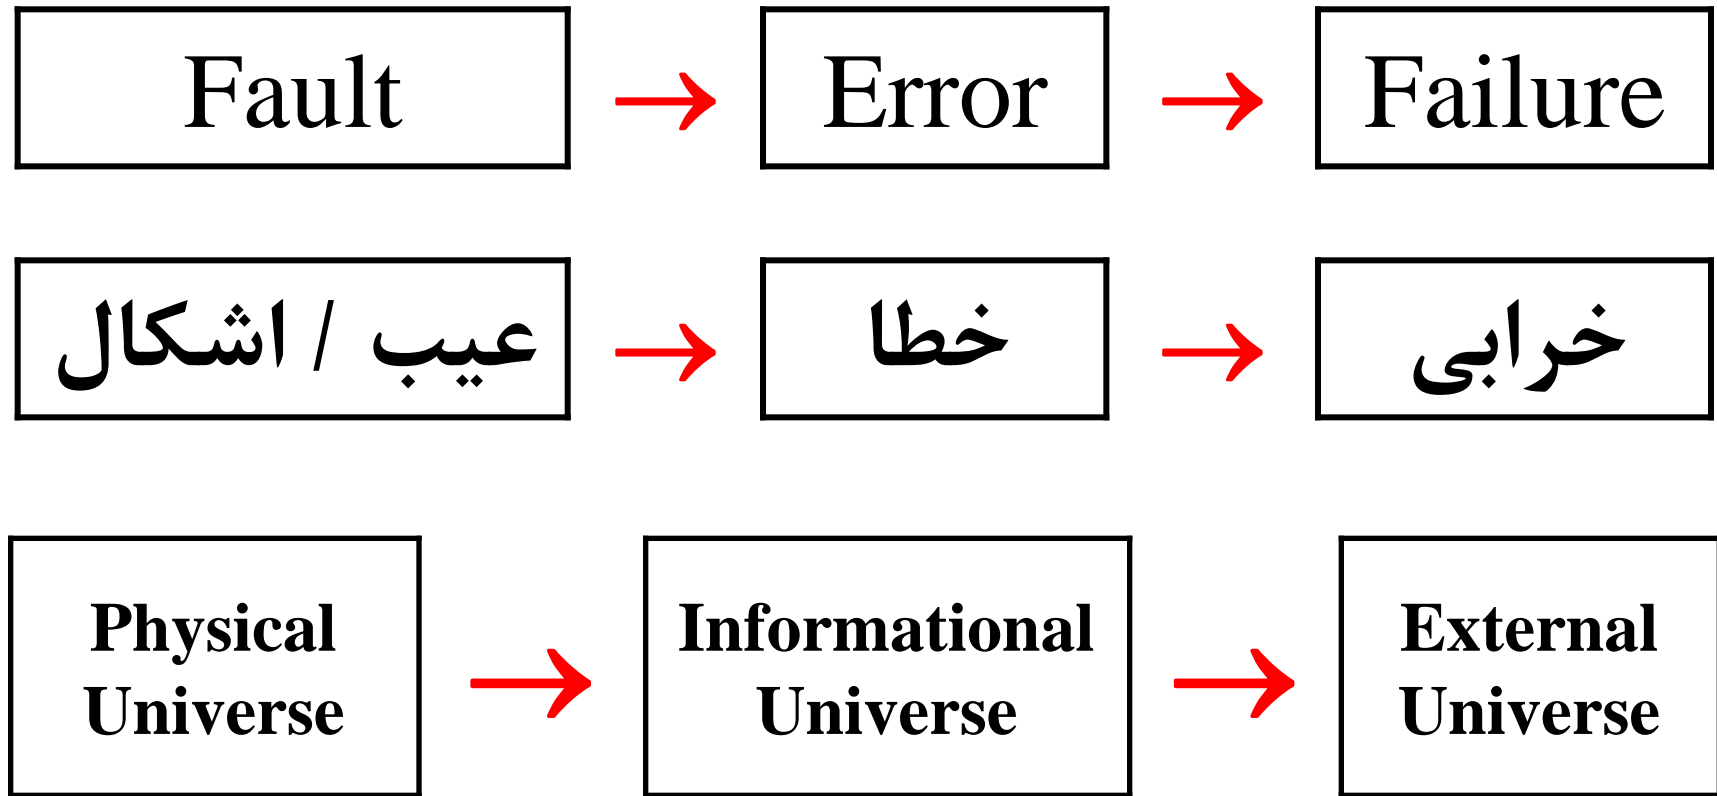 Fault → Error → Failure
عیب / اشکال → خطا → خرابی
Physical Universe → Informational Universe → External Universe